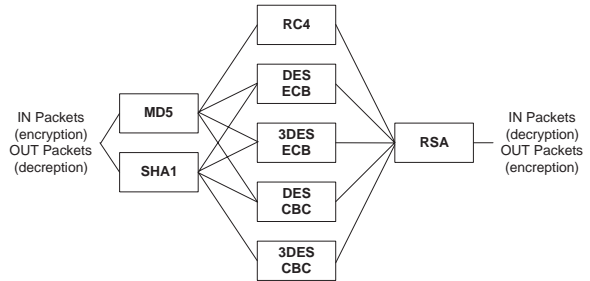 IN Packets
(encryption)
OUT Packets
(decreption)
MD5
SHA1
RC4
DES
ECB
3DES
ECB
DES
CBC
3DES
CBC
RSA
IN Packets
(decryption)
OUT Packets
(encreption)